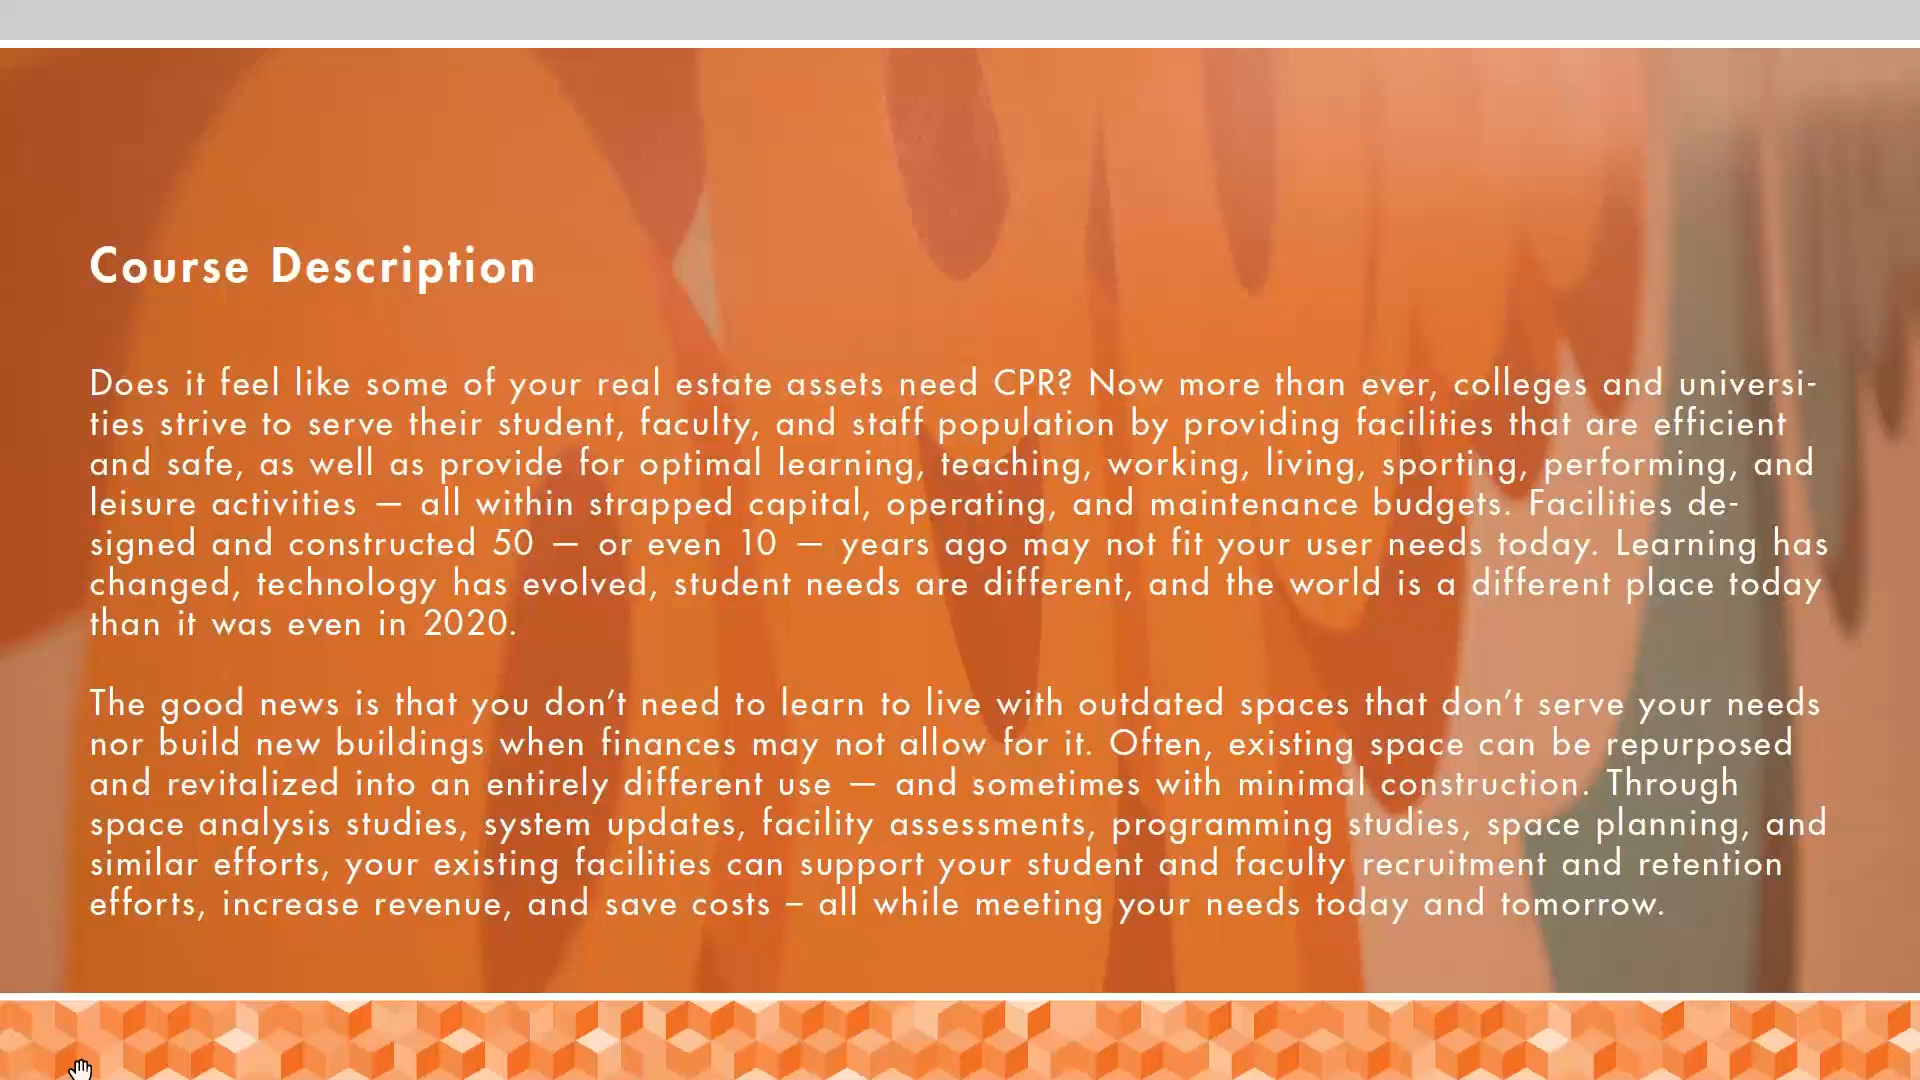 Course Description
Does it feel like some of your real estate assets need CPR? Now more than ever, colleges and universi-
ties strive to serve their student, faculty, and staff population by providing facilities that are efficient
and safe, as well as provide for optimal learning, teaching, working, living, sporting, performing, and
leisure activities — all within strapped capital, operating, and maintenance budgets. Facilities de-
signed and constructed 50 — or even 10 — years ago may not fit your user needs today. Learning has
changed, technology has evolved, student needs are different, and the world is a different place today
than it was even in 2020.
The good news is that you don’t need to learn to live with outdated spaces that don’t serve your needs
nor build new buildings when finances may not allow for it. Often, existing space can be repurposed
and revitalized into an entirely different use — and sometimes with minimal construction. Through
space analysis studies, system updates, facility assessments, programming studies, space planning, and
similar efforts, your existing facilities can support your student and faculty recruitment and retention
efforts, increase revenue, and save costs – all while meeting your needs today and tomorrow.